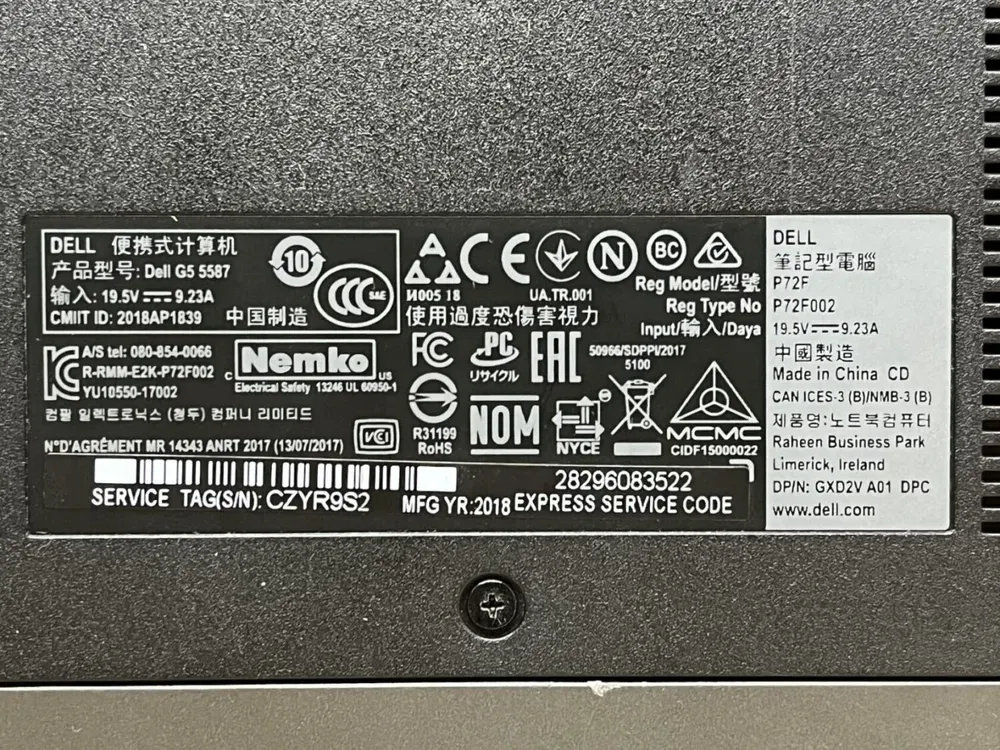 DELL 便携式计算机
产品型号: Dell G5 5587
输入: 19.5V 9.23A
CMIIT ID: 2018AP1839 中国制造
10
CCC S&E
A/S tel: 080-854-0066
R-RMM-E2K-P72F002
YU10550-17002
C Nemko US
Electrical Safety 13246 UL 60950-1
컴팔 일렉트로닉스 (청두) 컴퍼니 리미티드
N°D'AGRÉMENT MR 14343 ANRT 2017 (13/07/2017)
VCI
И005 18
CE
UA.TR.001
N
BC
使用過度恐傷害視力
Reg Model/型號
Reg Type No
Input/輸入/Daya
FC
PC
リサイクル
EAC
50966/SDPPI/2017
5100
R31199
RoHS
NOM
NYCE
MCMC
CIDF15000022
SERVICE TAG(S/N): CZYR9S2
MFG YR:2018
28296083522
EXPRESS SERVICE CODE
DELL
筆記型電腦
P72F
P72F002
19.5V 9.23A
中國製造
Made in China CD
CAN ICES-3 (B)/NMB-3 (B)
제품명:노트북컴퓨터
Raheen Business Park
Limerick, Ireland
DP/N: GXD2V A01 DPC
www.dell.com